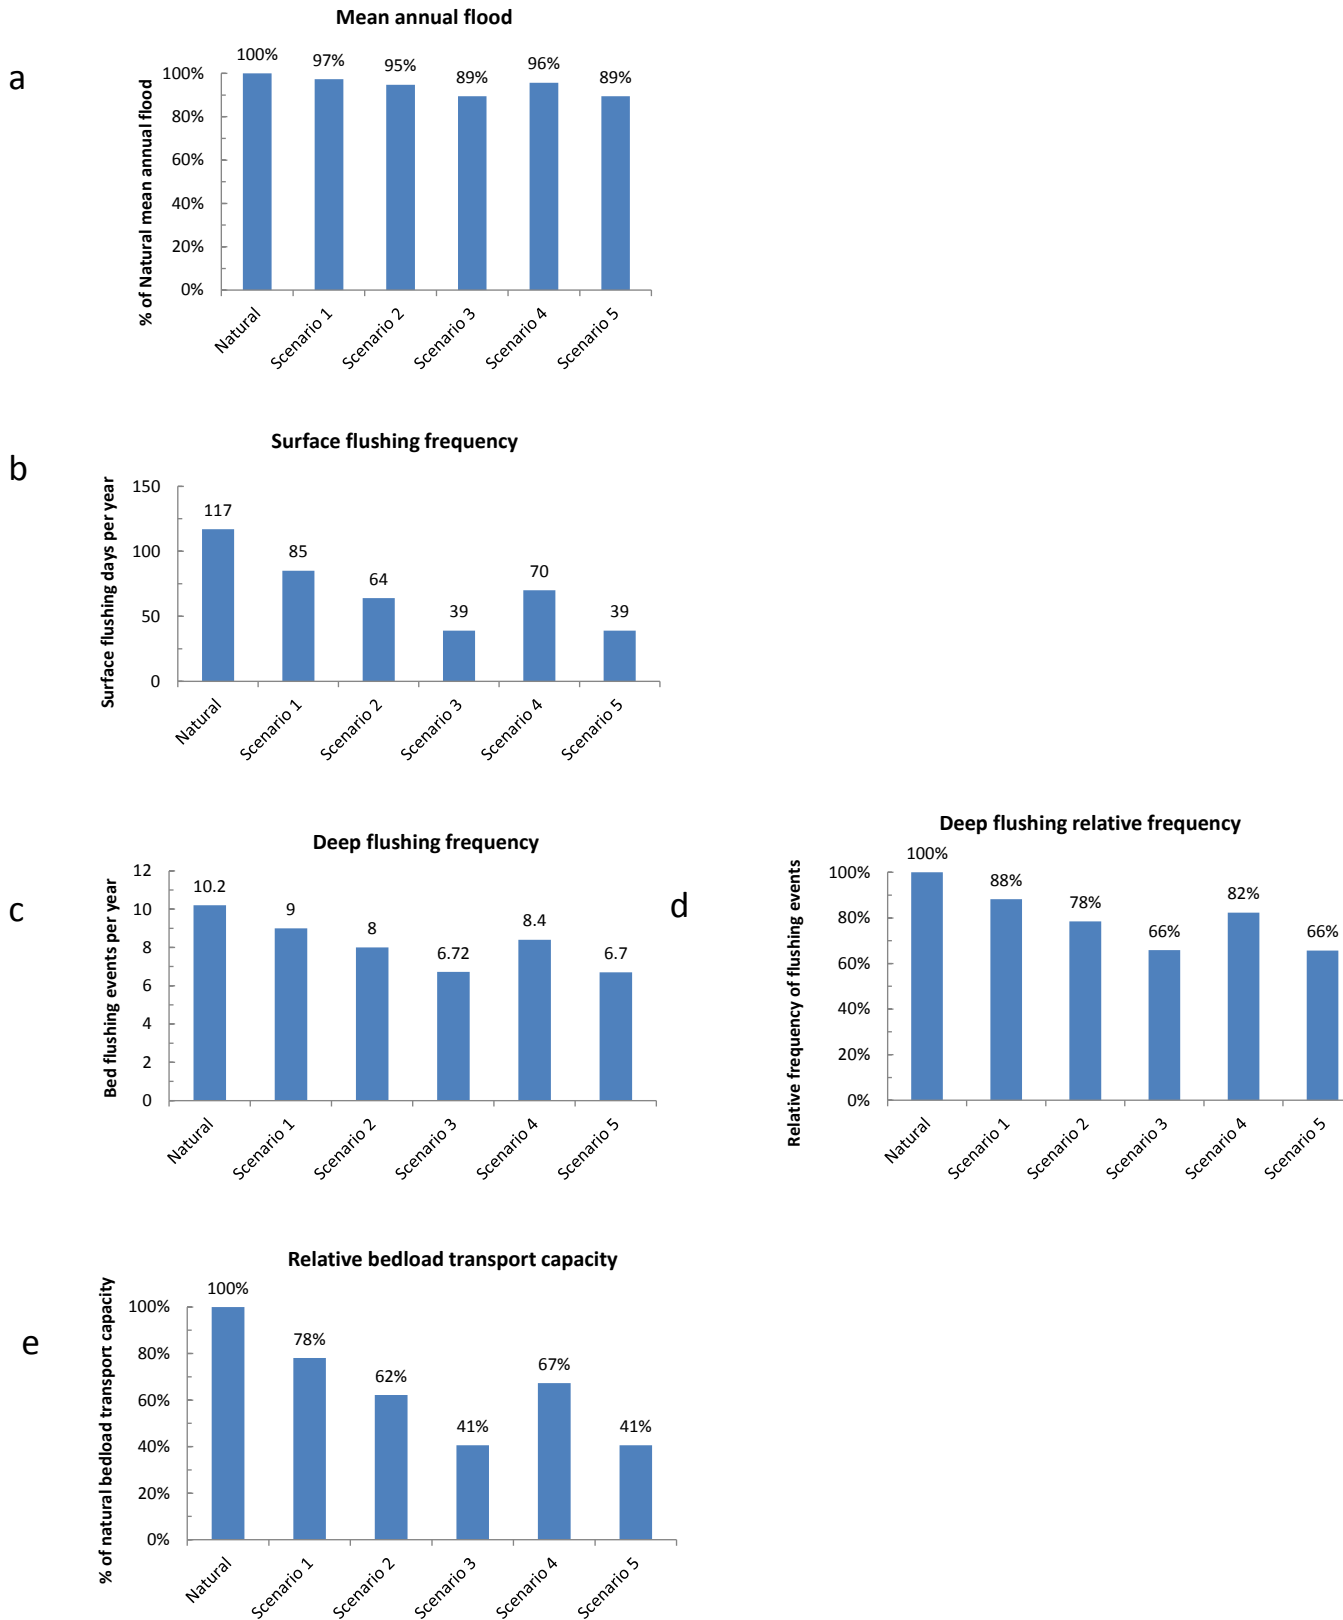 Mean annual flood
a
% of Natural mean annual flood
100%
80%
60%
40%
20%
0%
100%
97%
95%
89%
96%
89%
Natural
Scenario 1
Scenario 2
Scenario 3
Scenario 4
Scenario 5
Surface flushing frequency
b
Surface flushing days per year
150
100
50
0
117
85
64
39
70
39
Natural
Scenario 1
Scenario 2
Scenario 3
Scenario 4
Scenario 5
Deep flushing frequency
c
Bed flushing events per year
12
10
8
6
4
2
0
10.2
9
8
6.72
8.4
6.7
Natural
Scenario 1
Scenario 2
Scenario 3
Scenario 4
Scenario 5
Deep flushing relative frequency
d
Relative frequency of flushing events
100%
80%
60%
40%
20%
0%
100%
88%
78%
66%
82%
66%
Natural
Scenario 1
Scenario 2
Scenario 3
Scenario 4
Scenario 5
Relative bedload transport capacity
e
% of natural bedload transport capacity
100%
80%
60%
40%
20%
0%
100%
78%
62%
41%
67%
41%
Natural
Scenario 1
Scenario 2
Scenario 3
Scenario 4
Scenario 5